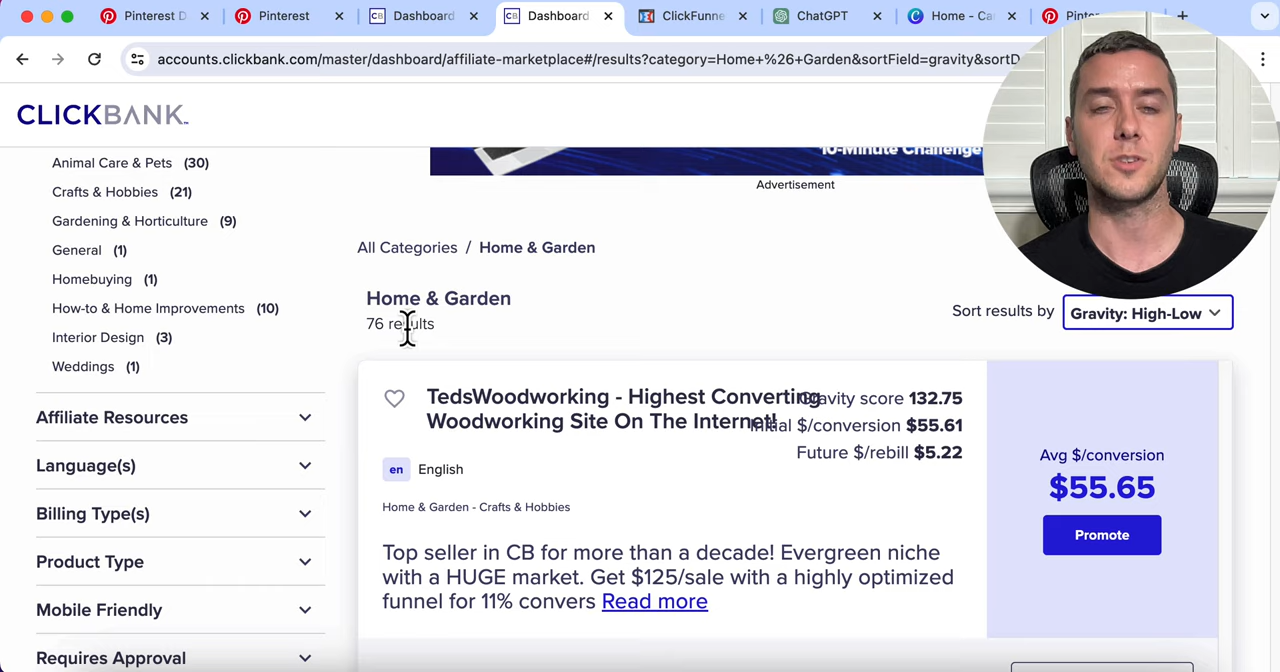 Pinterest D
Pinterest
Dashboard
Dashboard
ClickFunne
ChatGPT
Home - Ca
Pinte
accounts.clickbank.com/master/dashboard/affiliate-marketplace#/results?category=Home+%26+Garden&sortField=gravity&sortD
CLICKBANK
10-Minute Challenge
Advertisement
Animal Care & Pets (30)
Crafts & Hobbies (21)
Gardening & Horticulture (9)
General (1)
Homebuying (1)
How-to & Home Improvements (10)
Interior Design (3)
Weddings (1)
Affiliate Resources
Language(s)
Billing Type(s)
Product Type
Mobile Friendly
Requires Approval
All Categories / Home & Garden
Home & Garden
76 results
Sort results by Gravity: High-Low
TedsWoodworking - Highest Converting
Woodworking Site On The Internet!
Gravity score 132.75
Initial $/conversion $55.61
Future $/rebill $5.22
en English
Home & Garden - Crafts & Hobbies
Top seller in CB for more than a decade! Evergreen niche
with a HUGE market. Get $125/sale with a highly optimized
funnel for 11% convers Read more
Avg $/conversion
$55.65
Promote